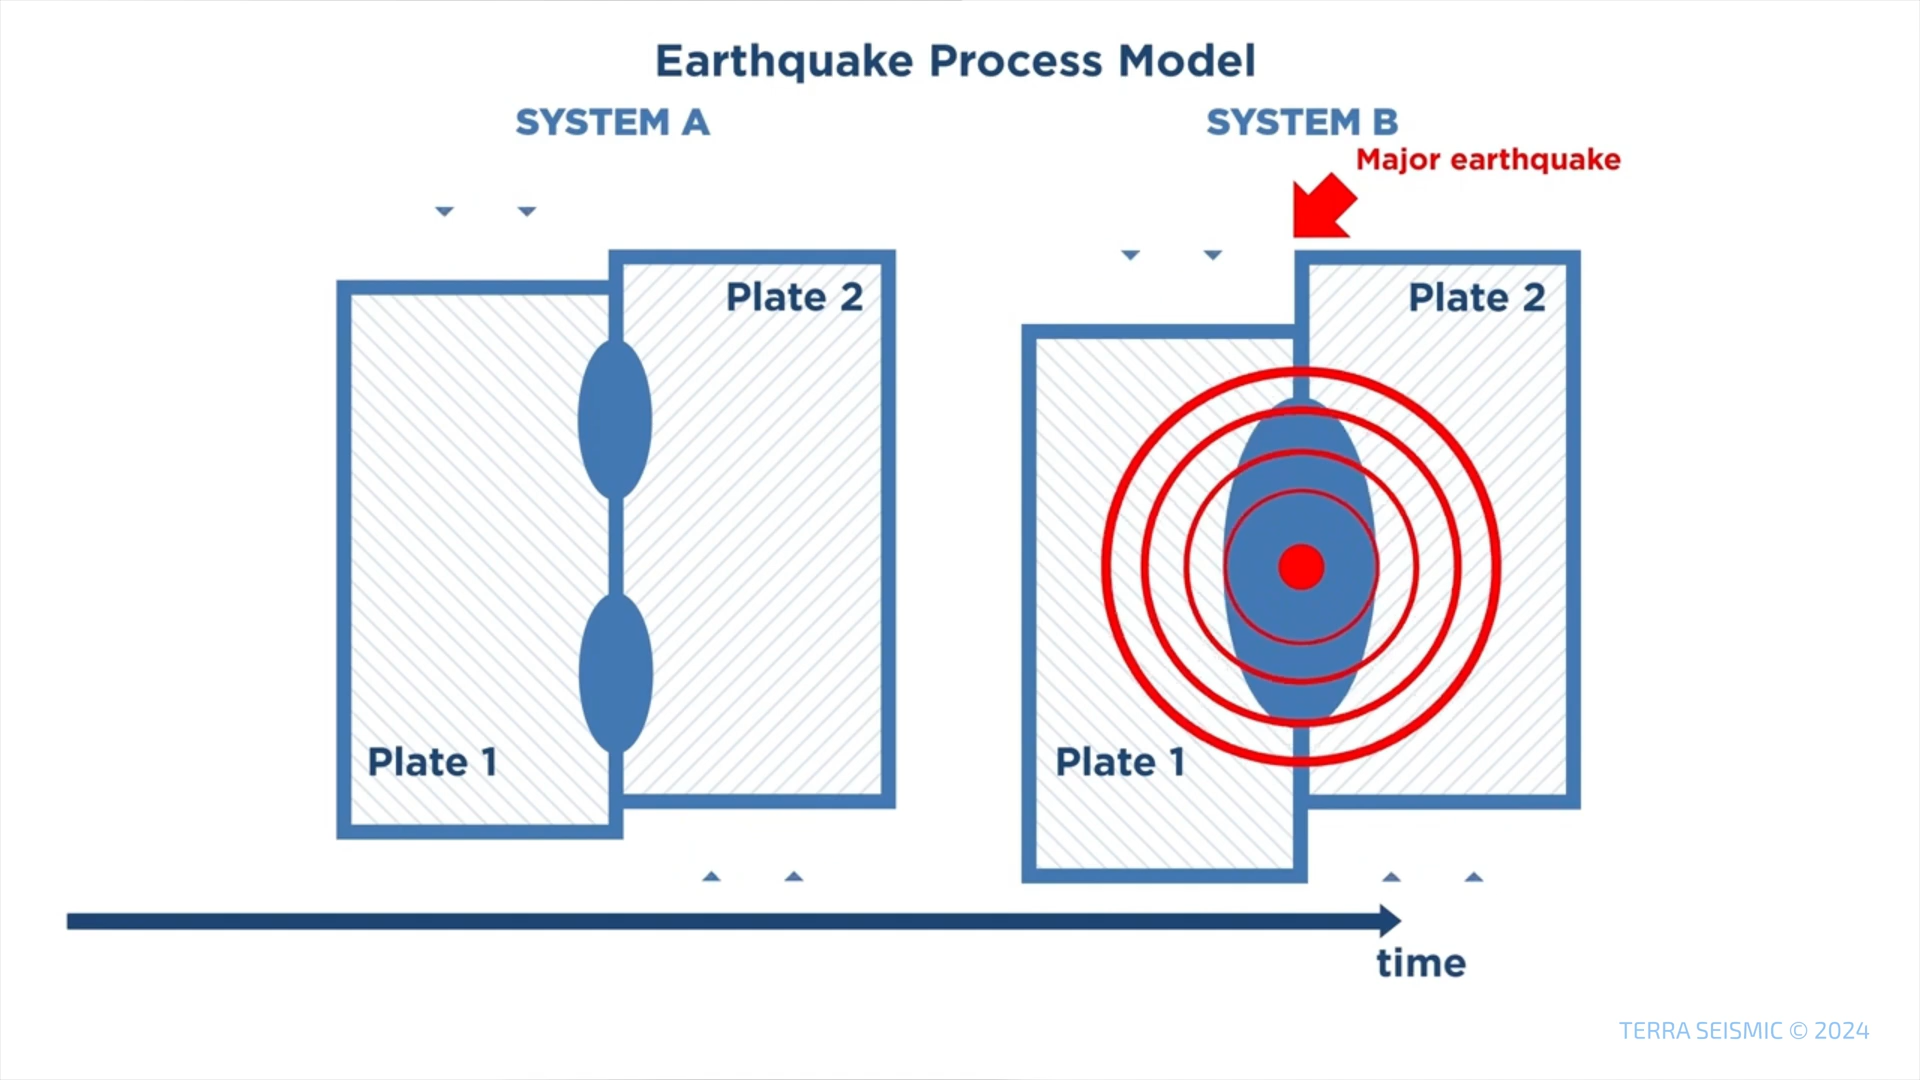 Earthquake Process Model
SYSTEM A
SYSTEM B
Major earthquake
Plate 2
Plate 2
Plate 1
Plate 1
time
TERRA SEISMIC © 2024